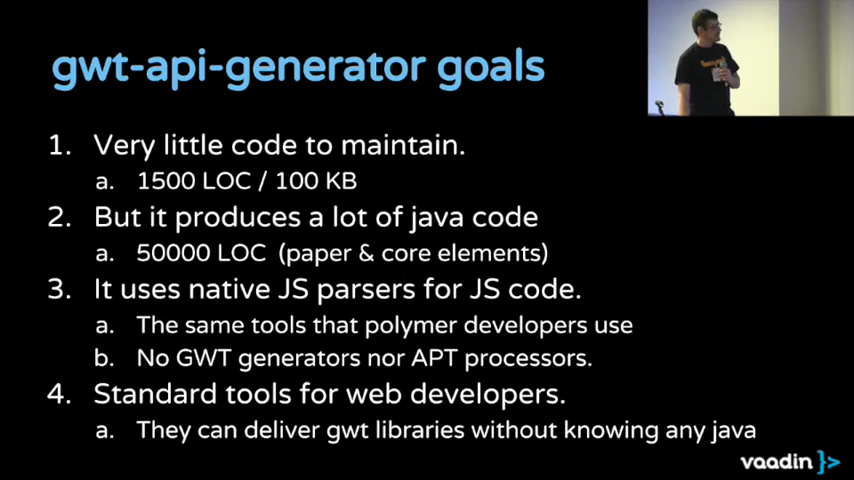 gwt-api-generator goals
1. Very little code to maintain.
a. 1500 LOC / 100 KB
2. But it produces a lot of java code
a. 50000 LOC (paper & core elements)
3. It uses native JS parsers for JS code.
a. The same tools that polymer developers use
b. No GWT generators nor APT processors.
4. Standard tools for web developers.
a. They can deliver gwt libraries without knowing any java
vaadin }>